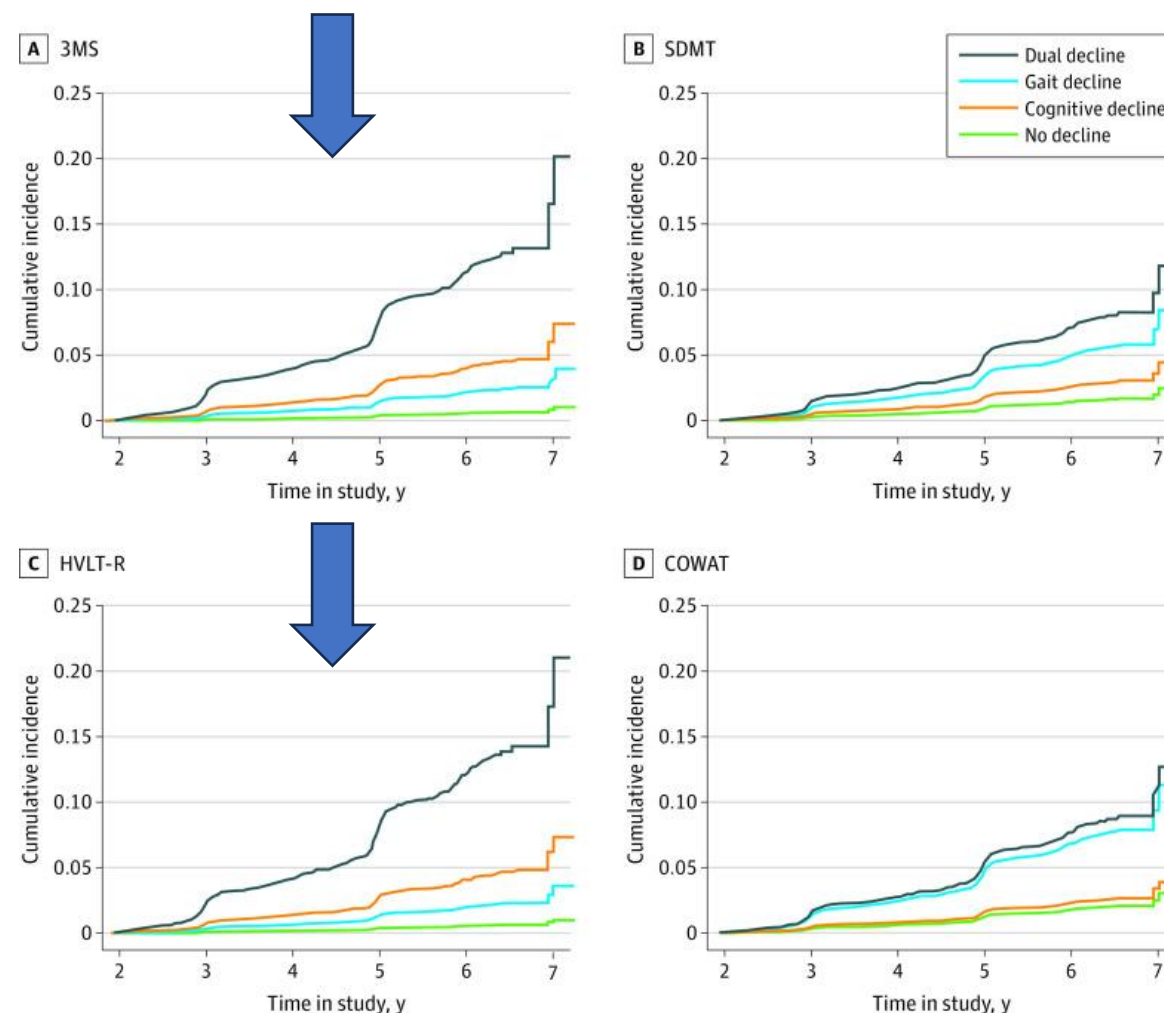 A 3MS
0.25
0.20
0.15
0.10
0.05
0
Cumulative incidence
2 3 4 5 6 7
Time in study, y
B SDMT
Dual decline
Gait decline
Cognitive decline
No decline
0.25
0.20
0.15
0.10
0.05
0
Cumulative incidence
2 3 4 5 6 7
Time in study, y
C HVLT-R
0.25
0.20
0.15
0.10
0.05
0
Cumulative incidence
2 3 4 5 6 7
Time in study, y
D COWAT
0.25
0.20
0.15
0.10
0.05
0
Cumulative incidence
2 3 4 5 6 7
Time in study, y